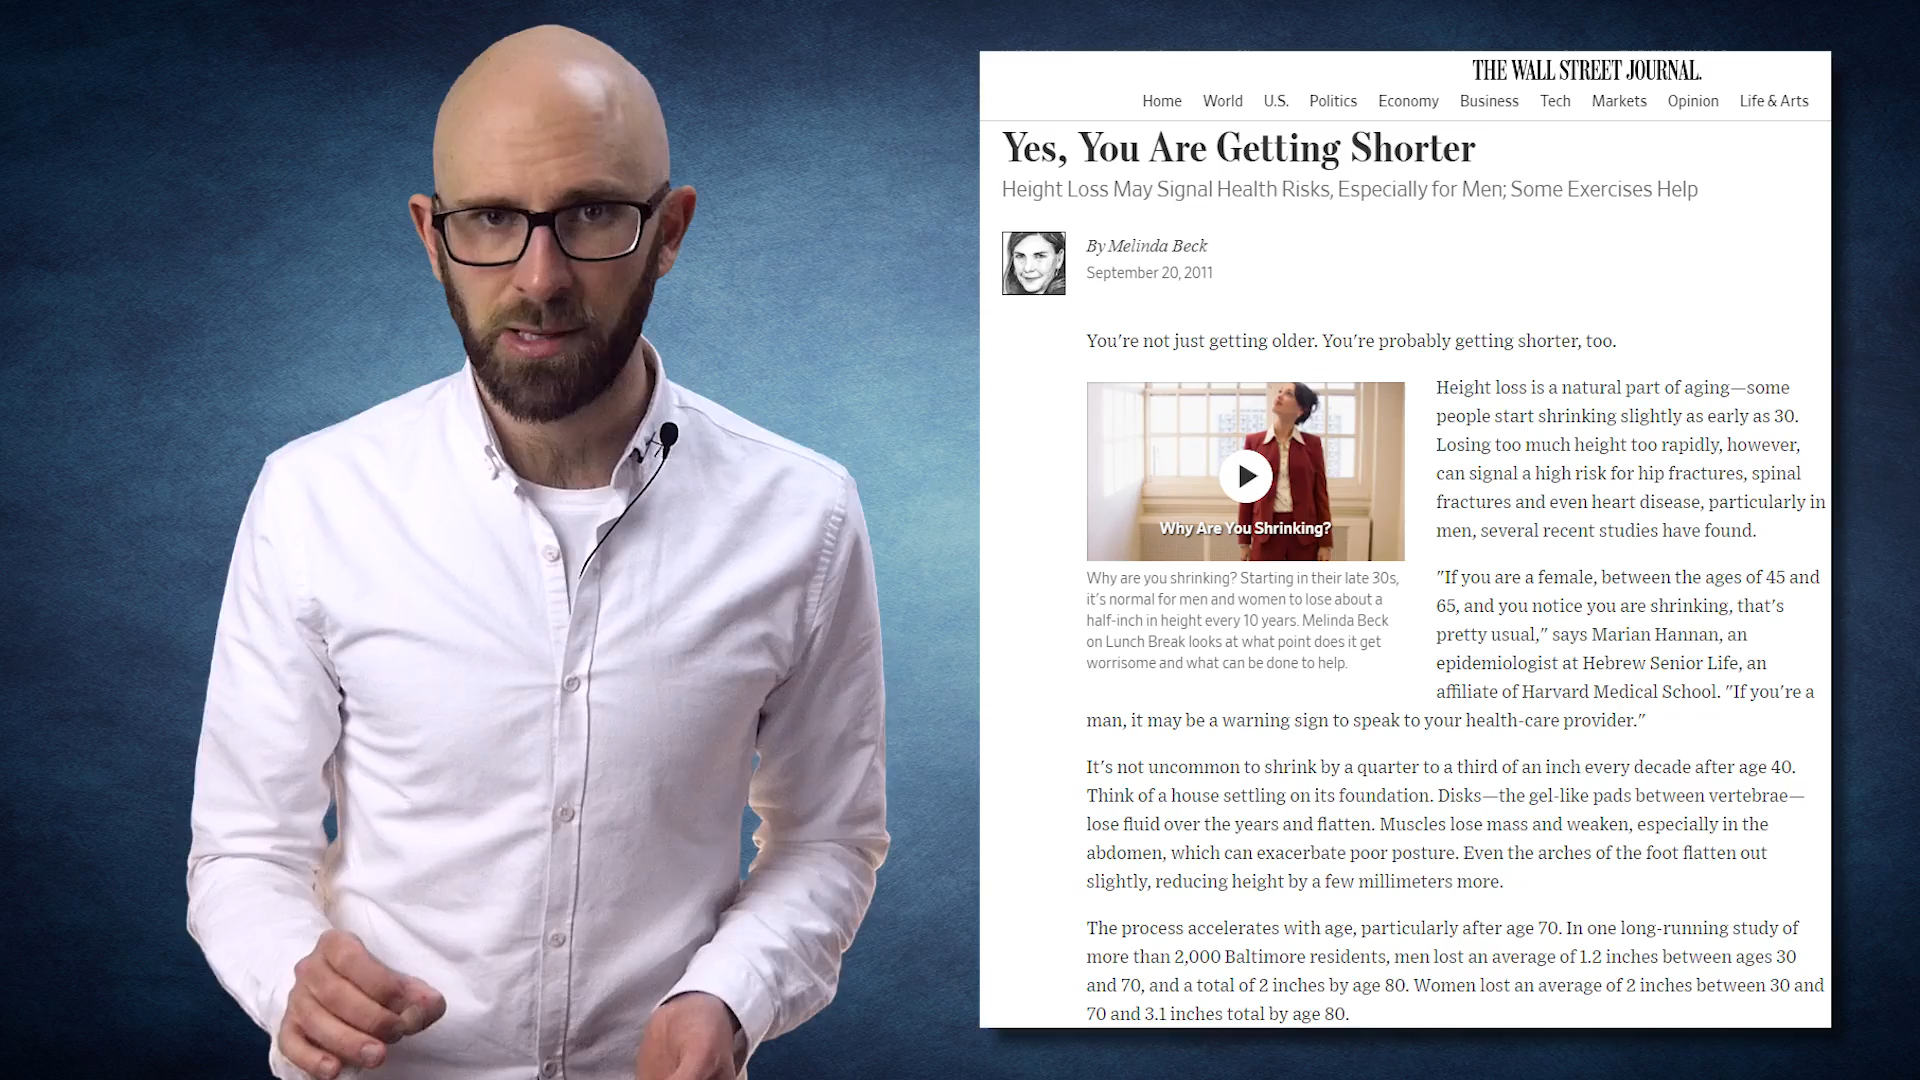 THE WALL STREET JOURNAL.
Home World U.S. Politics Economy Business Tech Markets Opinion Life & Arts
Yes, You Are Getting Shorter
Height Loss May Signal Health Risks, Especially for Men; Some Exercises Help
By Melinda Beck
September 20, 2011
You're not just getting older. You're probably getting shorter, too.
Why Are You Shrinking?
Why are you shrinking? Starting in their late 30s,
it's normal for men and women to lose about a
half-inch in height every 10 years. Melinda Beck
on Lunch Break looks at what point does it get
worrisome and what can be done to help.
Height loss is a natural part of aging—some
people start shrinking slightly as early as 30.
Losing too much height too rapidly, however,
can signal a high risk for hip fractures, spinal
fractures and even heart disease, particularly in
men, several recent studies have found.
"If you are a female, between the ages of 45 and
65, and you notice you are shrinking, that's
pretty usual," says Marian Hannan, an
epidemiologist at Hebrew Senior Life, an
affiliate of Harvard Medical School. "If you're a
man, it may be a warning sign to speak to your health-care provider."
It's not uncommon to shrink by a quarter to a third of an inch every decade after age 40.
Think of a house settling on its foundation. Disks—the gel-like pads between vertebrae—
lose fluid over the years and flatten. Muscles lose mass and weaken, especially in the
abdomen, which can exacerbate poor posture. Even the arches of the foot flatten out
slightly, reducing height by a few millimeters more.
The process accelerates with age, particularly after age 70. In one long-running study of
more than 2,000 Baltimore residents, men lost an average of 1.2 inches between ages 30
and 70, and a total of 2 inches by age 80. Women lost an average of 2 inches between 30 and
70 and 3.1 inches total by age 80.